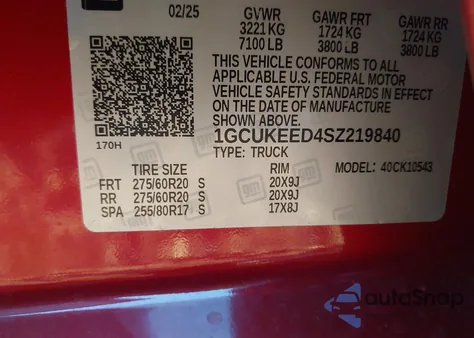 02/25 GVWR GAWR FRT GAWR RR
3221 KG 1724 KG 1724 KG
7100 LB 3800 LB 3800 LB
THIS VEHICLE CONFORMS TO ALL
APPLICABLE U.S. FEDERAL MOTOR
VEHICLE SAFETY STANDARDS IN EFFECT
ON THE DATE OF MANUFACTURE
SHOWN ABOVE.
170H 1GCUKEED4SZ219840
TYPE: TRUCK MODEL: 40CK10543
TIRE SIZE RIM
FRT 275/60R20 S 20X9J
RR 275/60R20 S 20X9J
SPA 255/80R17 S 17X8J
gm
autoShop